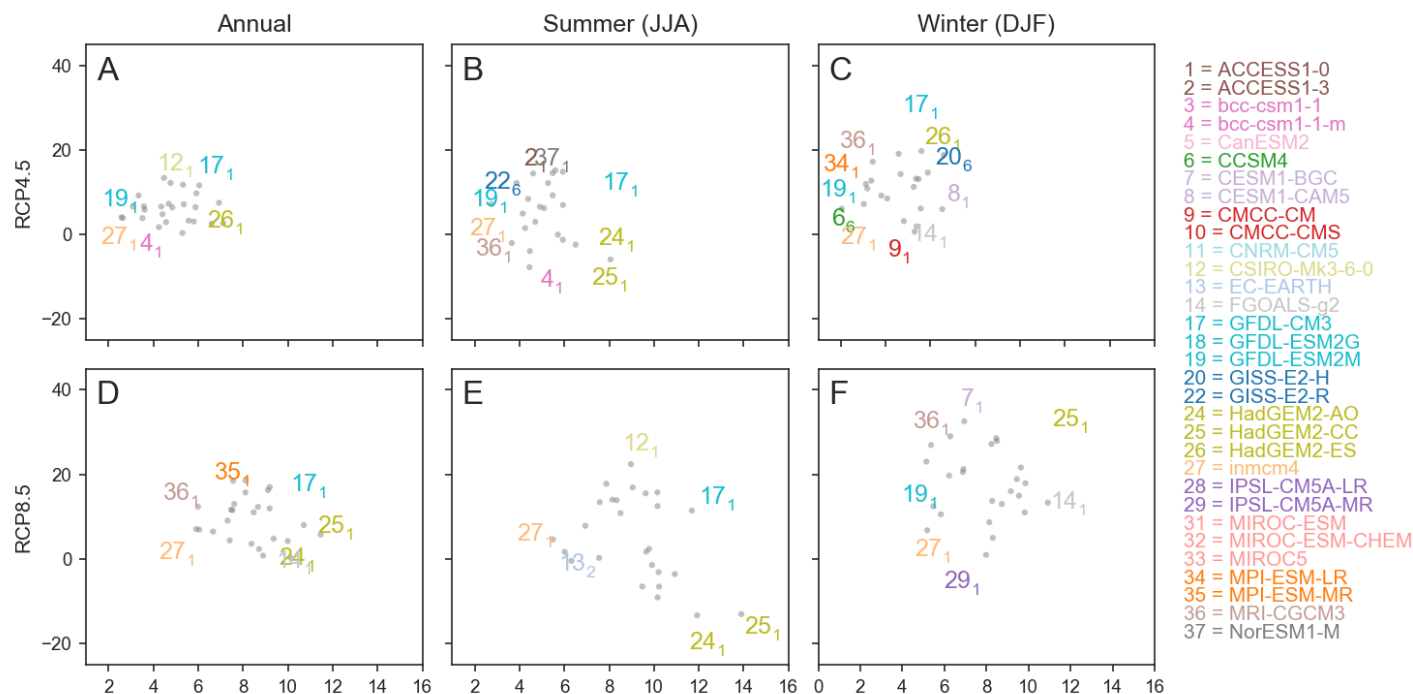 Annual
Summer (JJA)
Winter (DJF)
A
B
C
RCP4.5
40
20
0
−20
12 1
17 1
19 1
26 1
27 1
4 1
2 1
37 1
22 6
17 1
19 1
27 1
24 1
36 1
25 1
4 1
17 1
36 1
26 1
20 6
34 1
19 1
8 1
6 6
27 1
14 1
9 1
D
E
F
RCP8.5
40
20
0
−20
35 1
36 1
17 1
25 1
27 1
24 1
14 1
12 1
17 1
27 1
13 2
24 1
25 1
7 1
36 1
25 1
19 1
14 1
27 1
29 1
2 4 6 8 10 12 14 16
2 4 6 8 10 12 14 16
0 2 4 6 8 10 12 14 16
1 = ACCESS1-0
2 = ACCESS1-3
3 = bcc-csm1-1
4 = bcc-csm1-1-m
5 = CanESM2
6 = CCSM4
7 = CESM1-BGC
8 = CESM1-CAM5
9 = CMCC-CM
10 = CMCC-CMS
11 = CNRM-CM5
12 = CSIRO-Mk3-6-0
13 = EC-EARTH
14 = FGOALS-g2
17 = GFDL-CM3
18 = GFDL-ESM2G
19 = GFDL-ESM2M
20 = GISS-E2-H
22 = GISS-E2-R
24 = HadGEM2-AO
25 = HadGEM2-CC
26 = HadGEM2-ES
27 = inmcm4
28 = IPSL-CM5A-LR
29 = IPSL-CM5A-MR
31 = MIROC-ESM
32 = MIROC-ESM-CHEM
33 = MIROC5
34 = MPI-ESM-LR
35 = MPI-ESM-MR
36 = MRI-CGCM3
37 = NorESM1-M